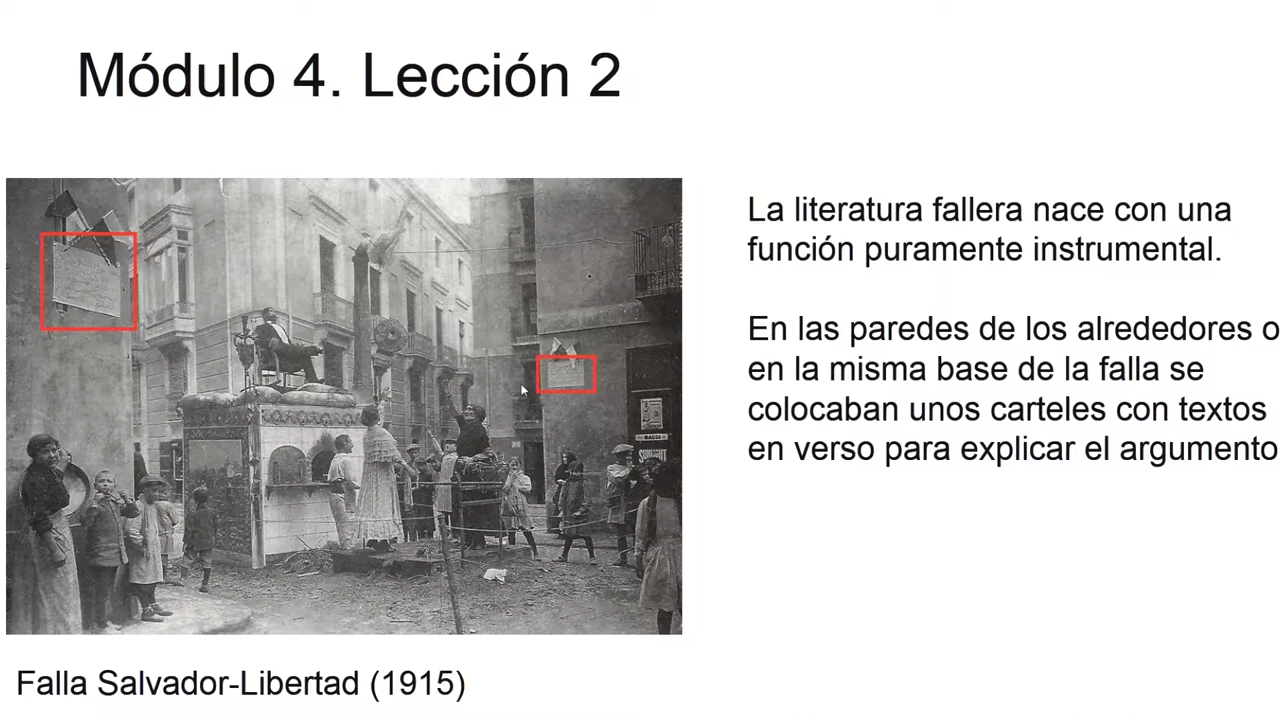 Módulo 4. Lección 2
La literatura fallera nace con una
función puramente instrumental.
En las paredes de los alrededores o
en la misma base de la falla se
colocaban unos carteles con textos
en verso para explicar el argumento
SUNLIGHT
Falla Salvador-Libertad (1915)